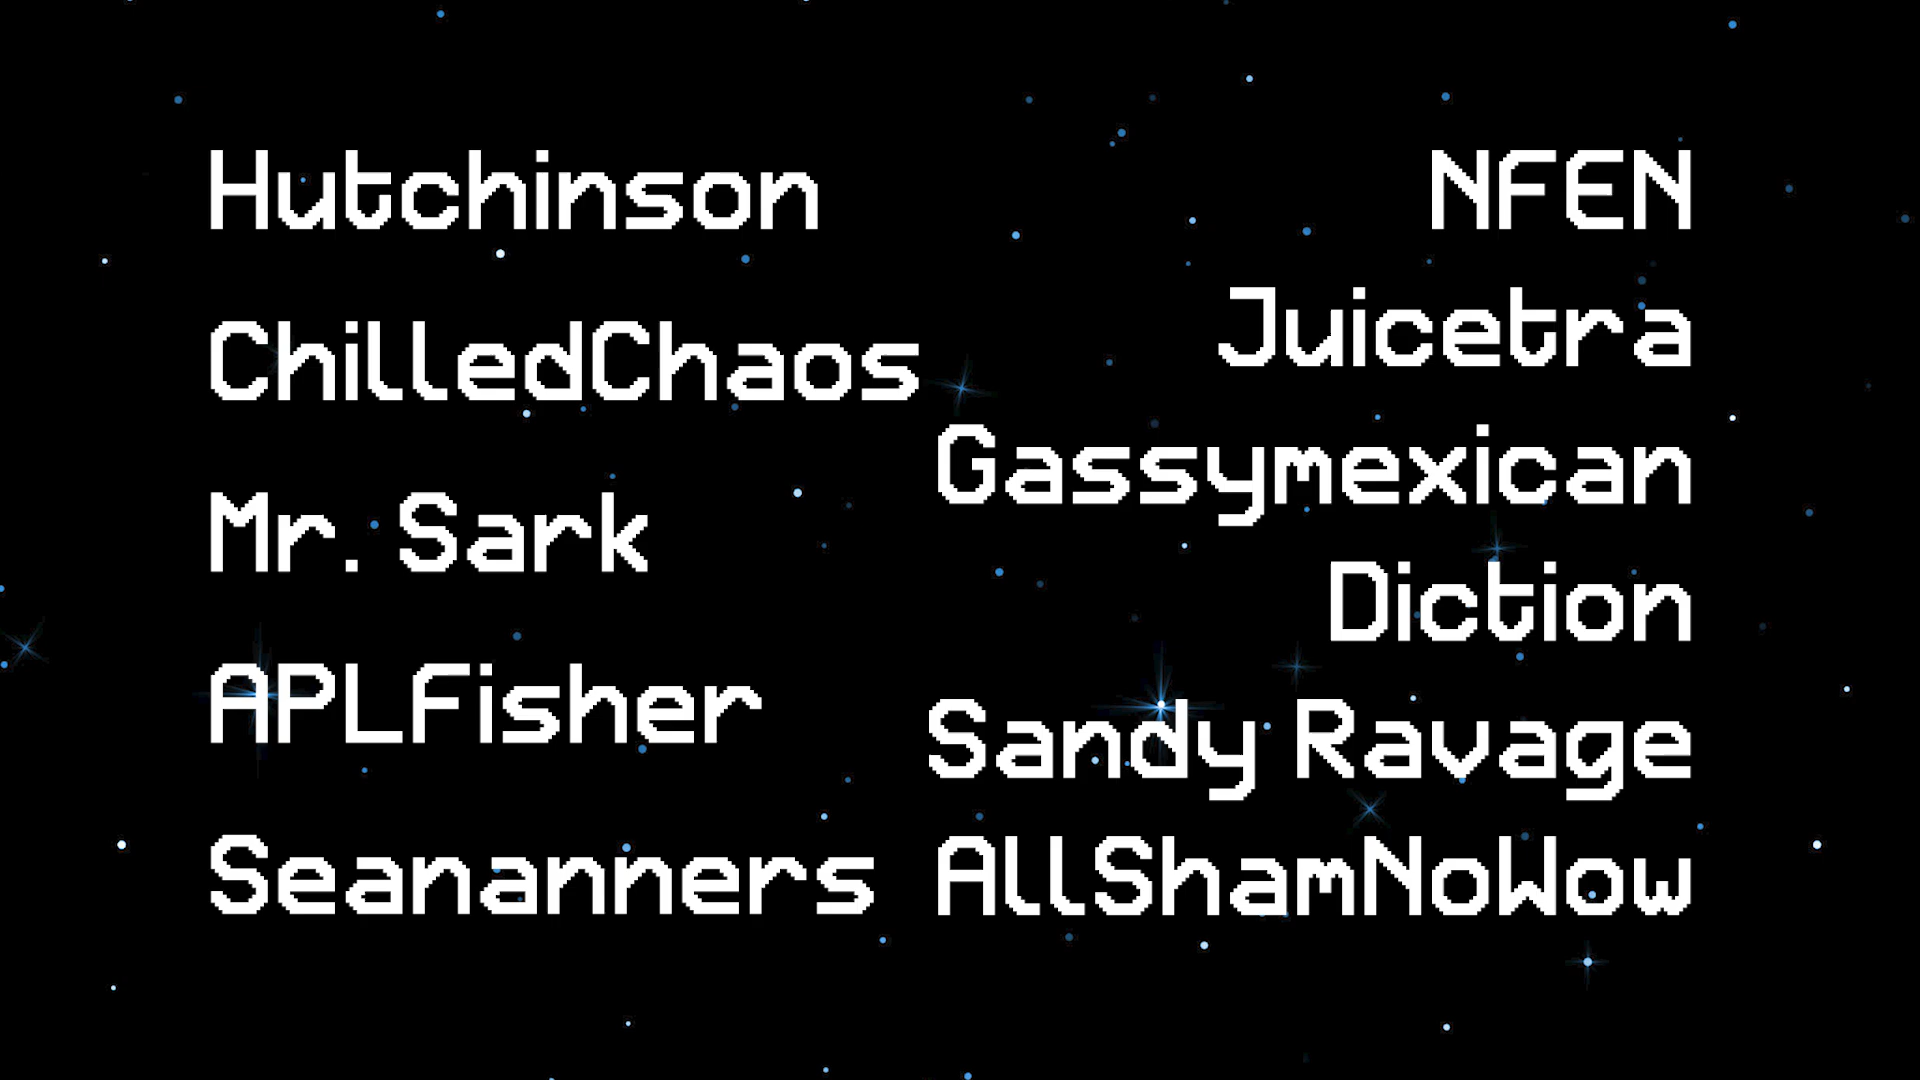 Hutchinson
ChilledChaos
Mr. Sark
APLFisher
Seananners
NFEN
Juicetra
Gassymexican
Diction
Sandy Ravage
AllShamNoWow